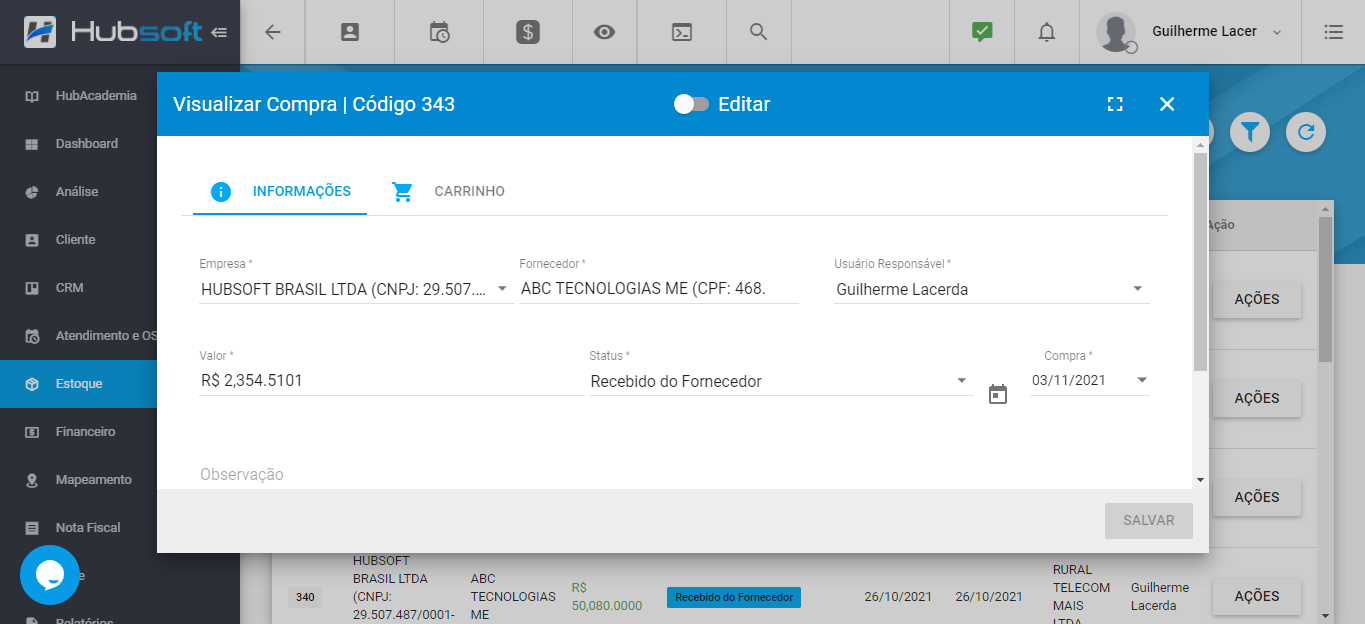 Hubsoft
Guilherme Lacer
HubAcademia
Dashboard
Análise
Cliente
CRM
Atendimento e OS
Estoque
Financeiro
Mapeamento
Nota Fiscal
Relatórios
Visualizar Compra | Código 343
Editar
INFORMAÇÕES
CARRINHO
Empresa *
Fornecedor *
Usuário Responsável *
HUBSOFT BRASIL LTDA (CNPJ: 29.507....
ABC TECNOLOGIAS ME (CPF: 468.
Guilherme Lacerda
Valor *
Status *
Compra *
R$ 2,354.5101
Recebido do Fornecedor
03/11/2021
Observação
SALVAR
Ação
AÇÕES
AÇÕES
AÇÕES
340
HUBSOFT
BRASIL LTDA
(CNPJ:
29.507.487/0001-
ABC
TECNOLOGIAS
ME
R$
50,080.0000
Recebido do Fornecedor
26/10/2021
26/10/2021
RURAL
TELECOM
MAIS
LTDA
Guilherme
Lacerda
AÇÕES